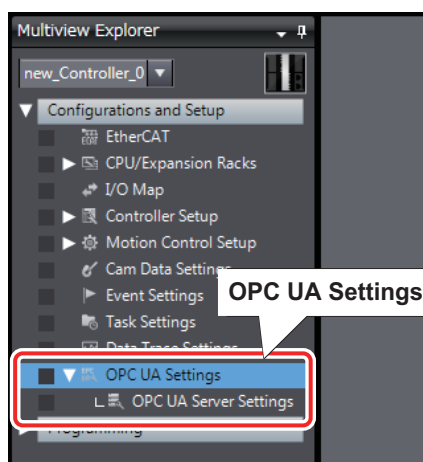 Multiview Explorer
new_Controller_0
Configurations and Setup
EtherCAT
CPU/Expansion Racks
I/O Map
Controller Setup
Motion Control Setup
Cam Data Settings
Event Settings
OPC UA Settings
Task Settings
Data Trace Settings
OPC UA Settings
OPC UA Server Settings
Programming